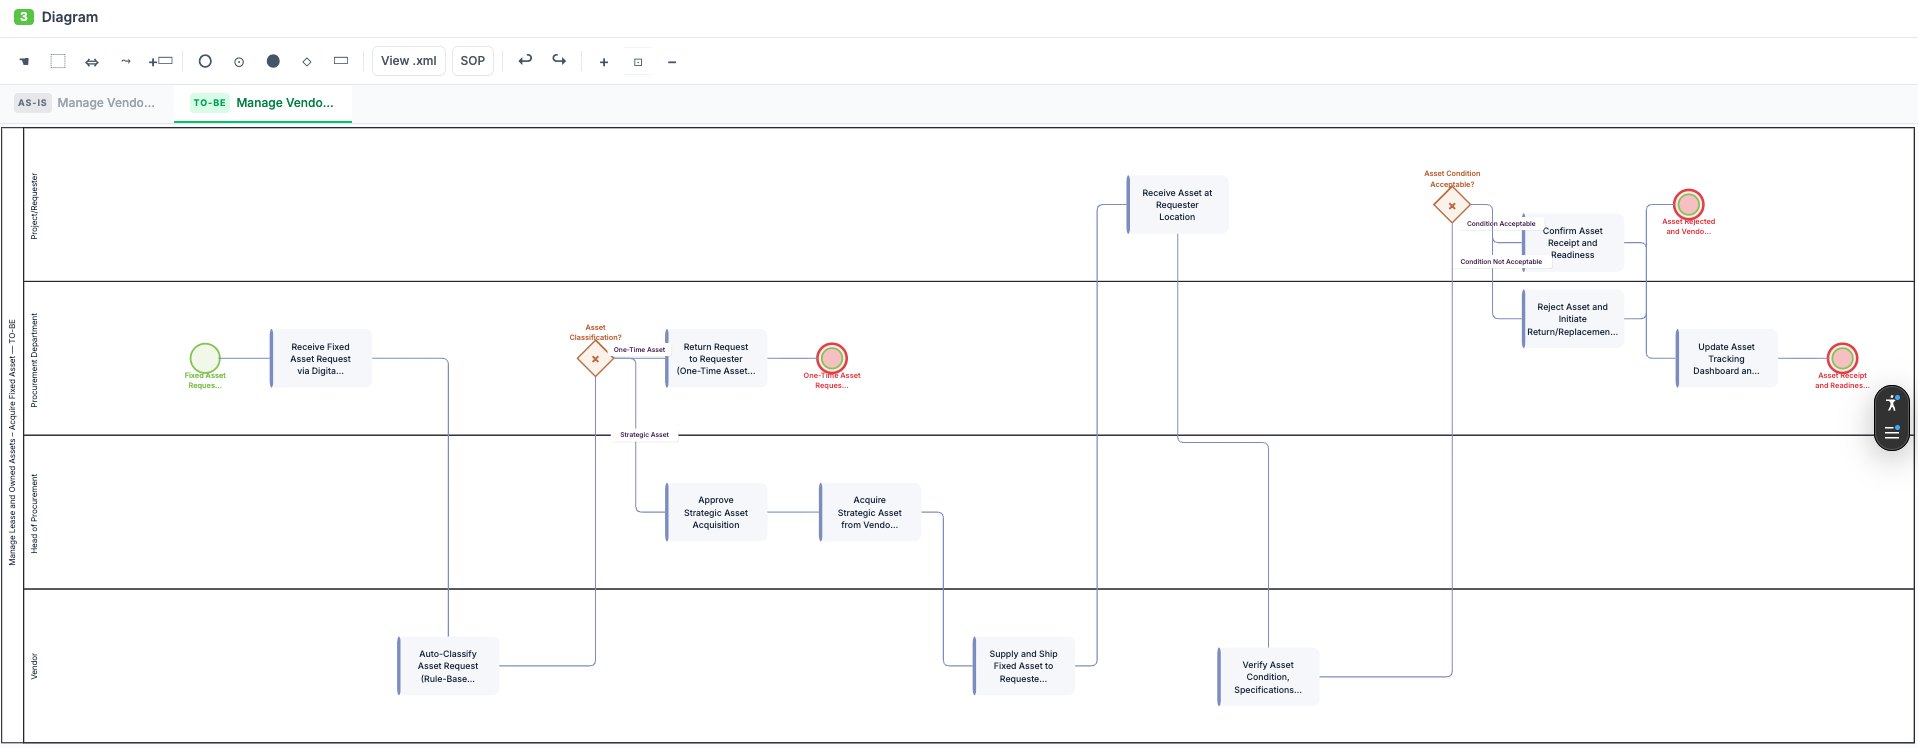 3 Diagram
View .xml
SOP
AS-IS Manage Vendo...
TO-BE Manage Vendo...
Manage Lease and Owned Assets – Acquire Fixed Asset — TO-BE
Project/Requester
Receive Asset at
Requester
Location
Asset Condition
Acceptable?
Condition Acceptable
Condition Not Acceptable
Confirm Asset
Receipt and
Readiness
Asset Rejected
and Vendo...
Procurement Department
Fixed Asset
Reques...
Receive Fixed
Asset Request
via Digita...
Asset
Classification?
One-Time Asset
Strategic Asset
Return Request
to Requester
(One-Time Asset...
One-Time Asset
Reques...
Reject Asset and
Initiate
Return/Replacemen...
Update Asset
Tracking
Dashboard an...
Asset Receipt
and Readines...
Head of Procurement
Approve
Strategic Asset
Acquisition
Acquire
Strategic Asset
from Vendo...
Vendor
Auto-Classify
Asset Request
(Rule-Base...
Supply and Ship
Fixed Asset to
Requeste...
Verify Asset
Condition,
Specifications...